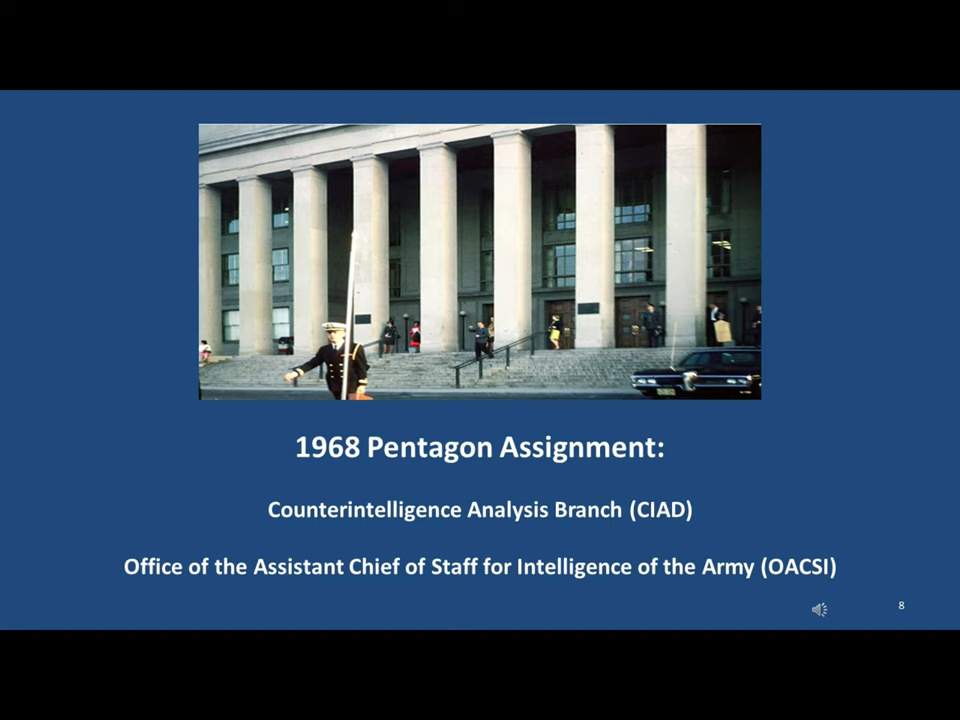 1968 Pentagon Assignment:
Counterintelligence Analysis Branch (CIAD)
Office of the Assistant Chief of Staff for Intelligence of the Army (OACSI)
8